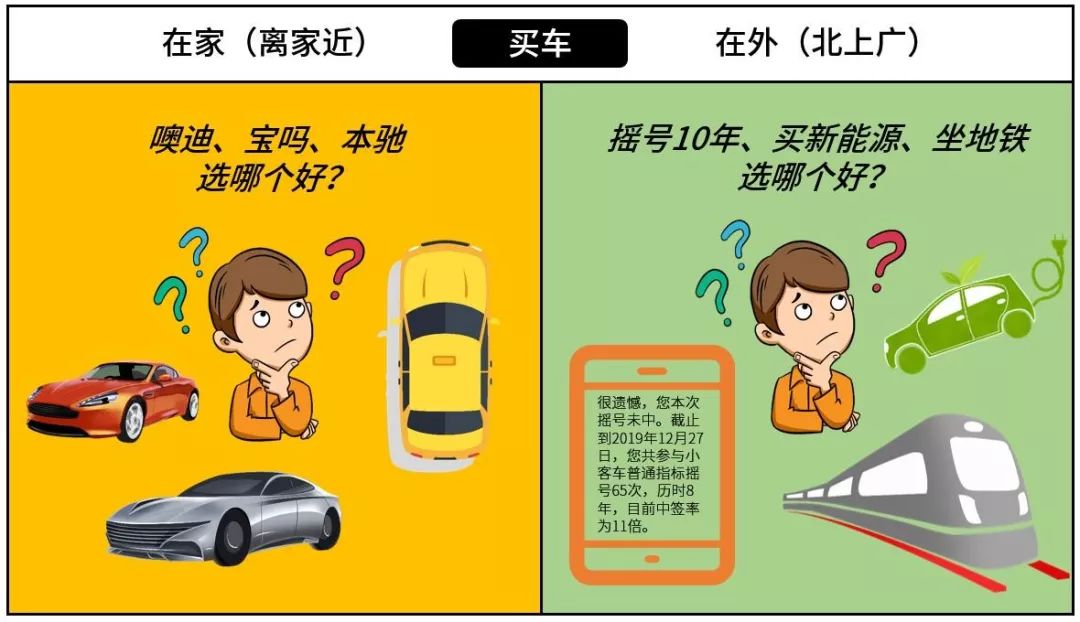 在家（离家近）
买车
在外（北上广）
噢迪、宝吗、本驰
选哪个好？
摇号10年、买新能源、坐地铁
选哪个好？
很遗憾，您本次
摇号未中。截止
到2019年12月27
日，您共参与小
客车普通指标摇
号65次，历时8
年，目前中签率
为11倍。